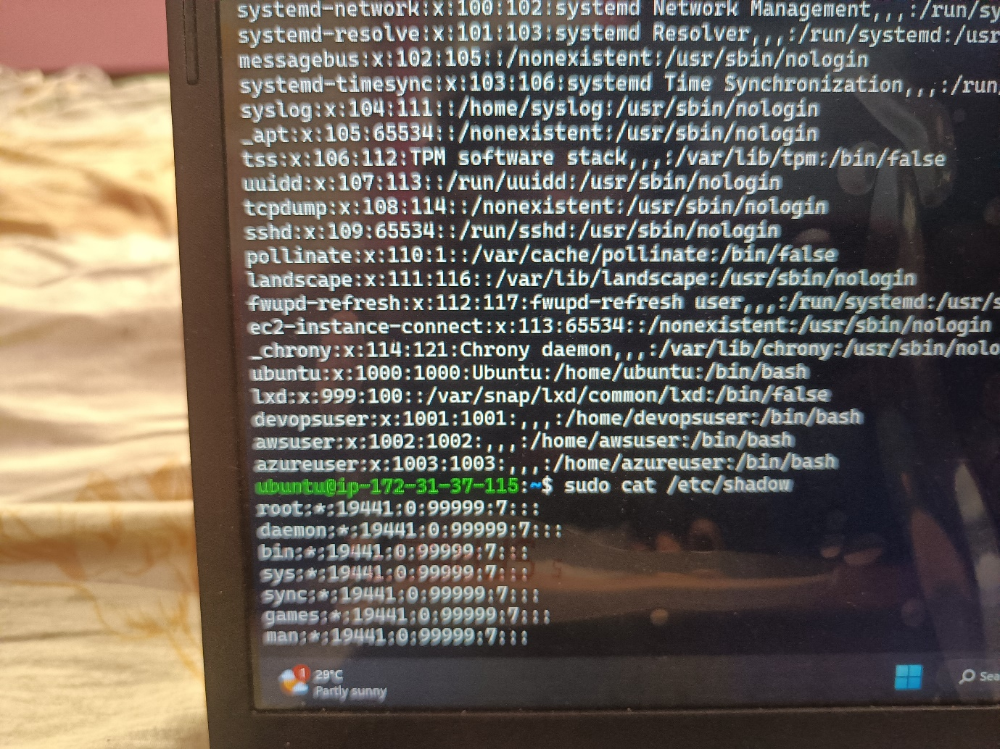 systemd-network:x:100:102:systemd Network Management,,,:/run/sy
systemd-resolve:x:101:103:systemd Resolver,,,:/run/systemd:/usr
messagebus:x:102:105::/nonexistent:/usr/sbin/nologin
systemd-timesync:x:103:106:systemd Time Synchronization,,,:/run/
syslog:x:104:111::/home/syslog:/usr/sbin/nologin
_apt:x:105:65534::/nonexistent:/usr/sbin/nologin
tss:x:106:112:TPM software stack,,,:/var/lib/tpm:/bin/false
uuidd:x:107:113::/run/uuidd:/usr/sbin/nologin
tcpdump:x:108:114::/nonexistent:/usr/sbin/nologin
sshd:x:109:65534::/run/sshd:/usr/sbin/nologin
pollinate:x:110:1::/var/cache/pollinate:/bin/false
landscape:x:111:116::/var/lib/landscape:/usr/sbin/nologin
fwupd-refresh:x:112:117:fwupd-refresh user,,,:/run/systemd:/usr/s
ec2-instance-connect:x:113:65534::/nonexistent:/usr/sbin/nologin
_chrony:x:114:121:Chrony daemon,,,:/var/lib/chrony:/usr/sbin/nolo
ubuntu:x:1000:1000:Ubuntu:/home/ubuntu:/bin/bash
lxd:x:999:100::/var/snap/lxd/common/lxd:/bin/false
devopsuser:x:1001:1001:,,,:/home/devopsuser:/bin/bash
awsuser:x:1002:1002:,,,:/home/awsuser:/bin/bash
azureuser:x:1003:1003:,,,:/home/azureuser:/bin/bash
ubuntu@ip-172-31-37-115:~$ sudo cat /etc/shadow
root:*:19441:0:99999:7:::
daemon:*:19441:0:99999:7:::
bin:*:19441:0:99999:7:::
sys:*:19441:0:99999:7:::
sync:*:19441:0:99999:7:::
games:*:19441:0:99999:7:::
man:*:19441:0:99999:7:::
1 29°C
Partly sunny
Sea